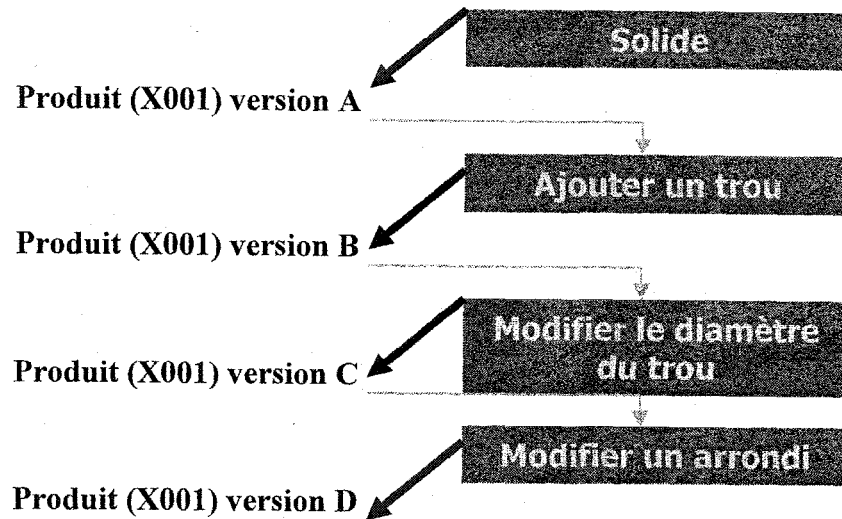 Solide
Produit (X001) version A
Ajouter un trou
Produit (X001) version B
Modifier le diamètre
du trou
Produit (X001) version C
Modifier un arrondi
Produit (X001) version D